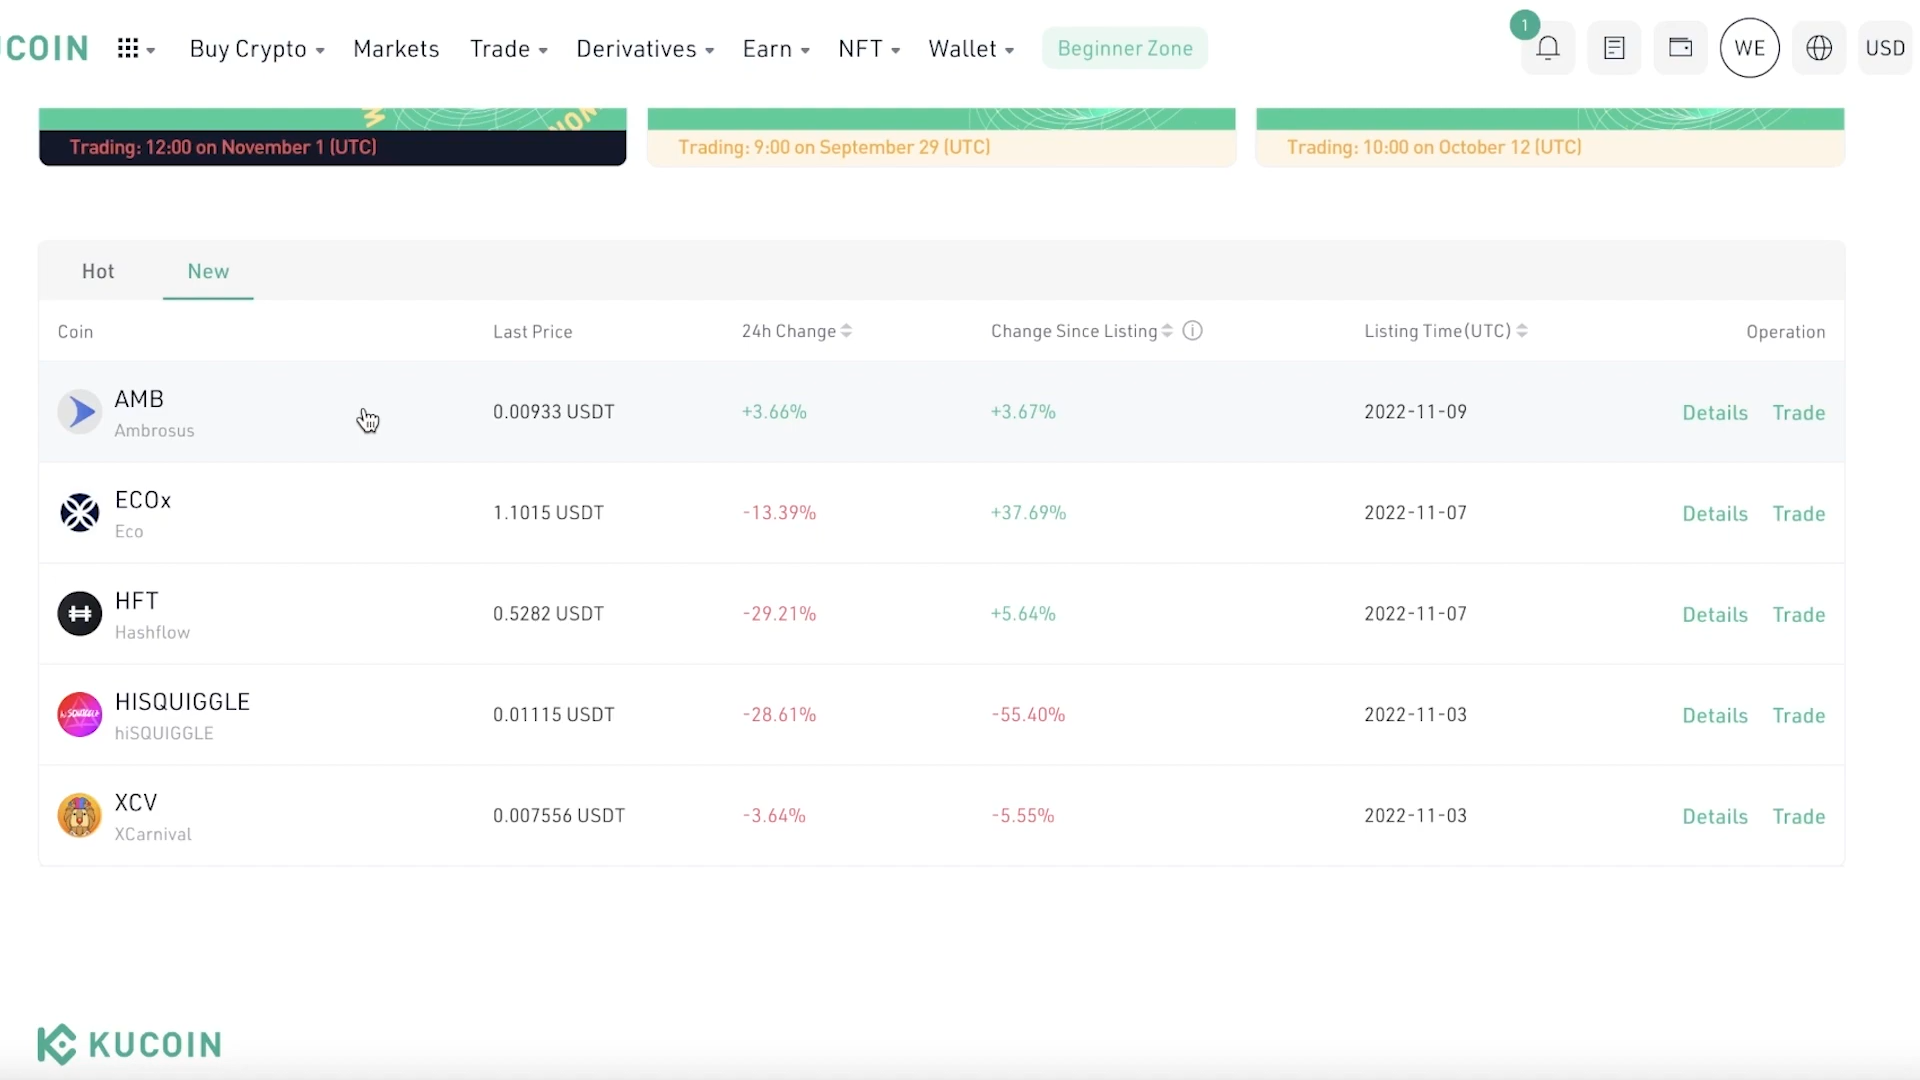 COIN Buy Crypto Markets Trade Derivatives Earn NFT Wallet Beginner Zone 1 WE USD
Trading: 12:00 on November 1 (UTC) Trading: 9:00 on September 29 (UTC) Trading: 10:00 on October 12 (UTC)
Hot New
Coin Last Price 24h Change Change Since Listing Listing Time(UTC) Operation
AMB
Ambrosus 0.00933 USDT +3.66% +3.67% 2022-11-09 Details Trade
ECOx
Eco 1.1015 USDT -13.39% +37.69% 2022-11-07 Details Trade
HFT
Hashflow 0.5282 USDT -29.21% +5.64% 2022-11-07 Details Trade
HISQUIGGLE
hiSQUIGGLE 0.01115 USDT -28.61% -55.40% 2022-11-03 Details Trade
XCV
XCarnival 0.007556 USDT -3.64% -5.55% 2022-11-03 Details Trade
KUCOIN